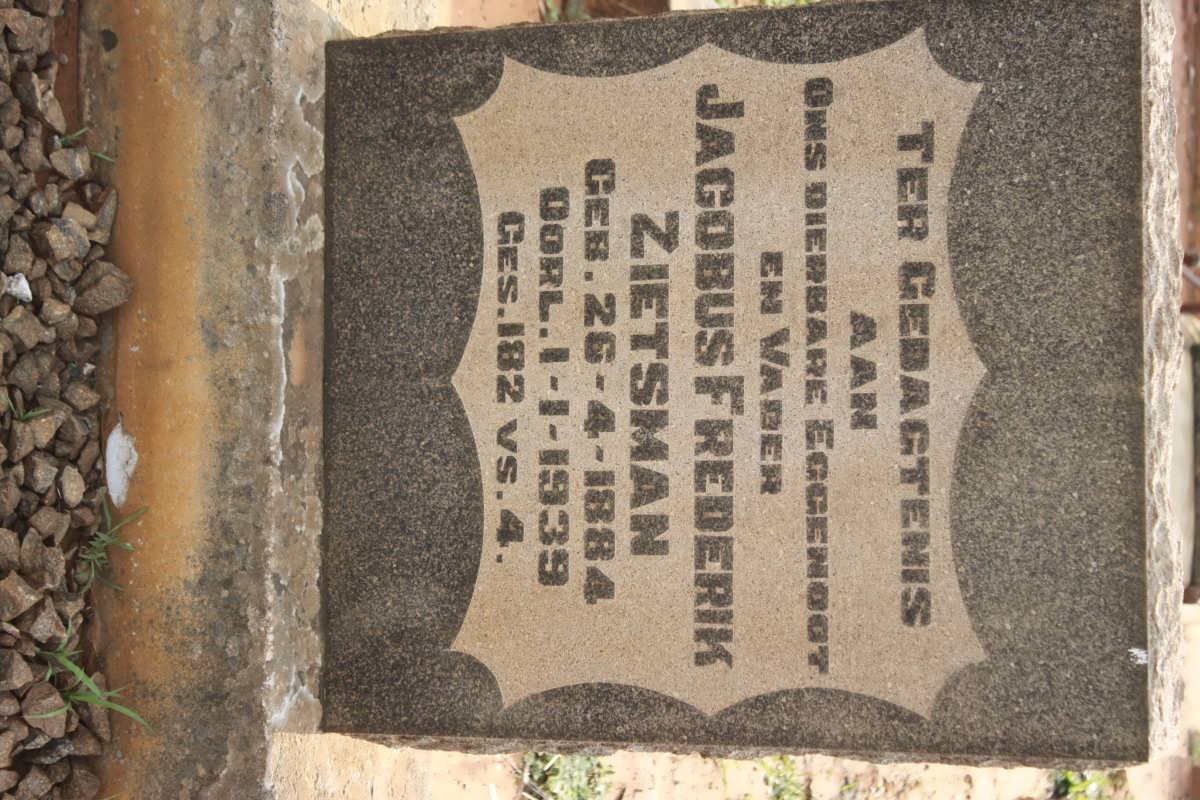 TER GEDAGTENIS
AAN
ONS DIERBARE EGGENOOT
EN VADER
JACOBUS FREDERIK
ZIETSMAN
GEB. 26-4-1884
OORL. 1-1-1939
GES. 182 VS. 4.